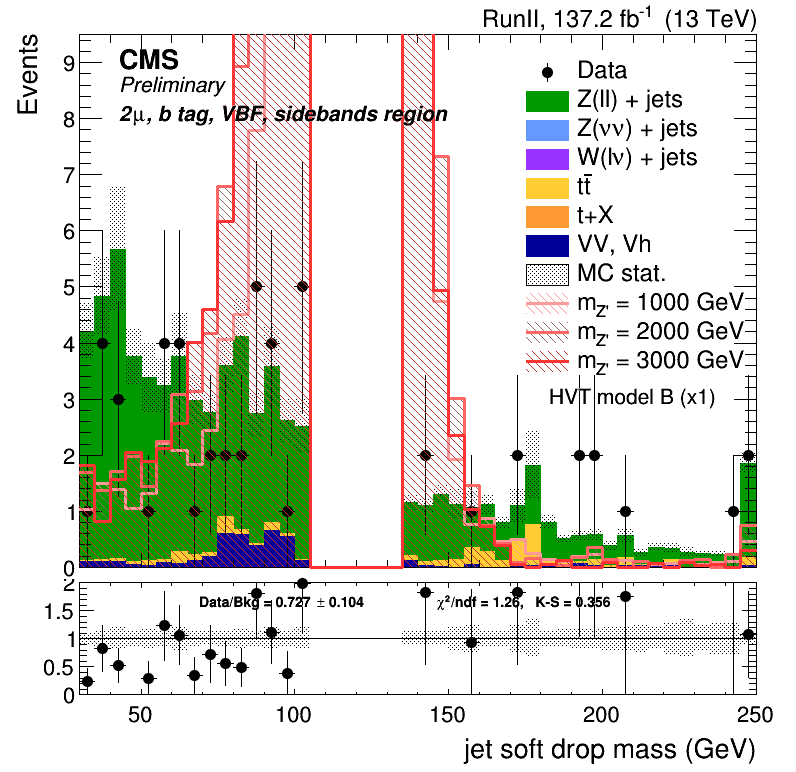 RunII, 137.2 fb⁻¹ (13 TeV)
Events
CMS
Preliminary
2μ, b tag, VBF, sidebands region
Data
Z(ll) + jets
Z(νν) + jets
W(lν) + jets
tt̄
t+X
VV, Vh
MC stat.
m_Z' = 1000 GeV
m_Z' = 2000 GeV
m_Z' = 3000 GeV
HVT model B (x1)
9
8
7
6
5
4
3
2
1
0
Data/Bkg = 0.727 ± 0.104
χ²/ndf = 1.26, K-S = 0.356
2
1.5
1
0.5
0
50
100
150
200
250
jet soft drop mass (GeV)